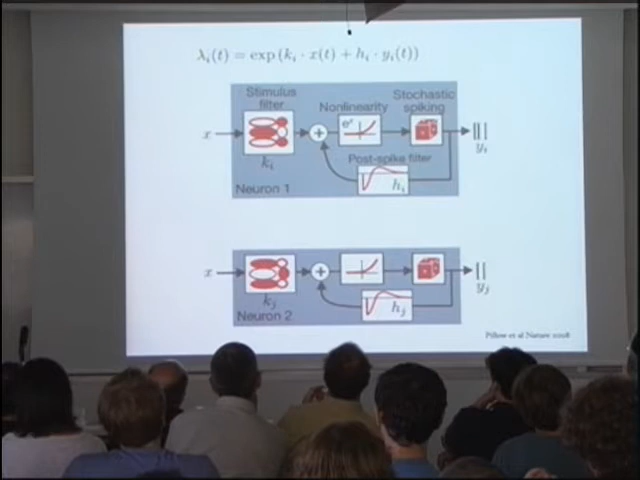 λᵢ(t) = exp (kᵢ · x(t) + hᵢ · yᵢ(t))
Stimulus filter
Nonlinearity
Stochastic spiking
x
eˣ
+
kᵢ
yᵢ
Post-spike filter
hᵢ
Neuron 1
x
+
kⱼ
hⱼ
yⱼ
Neuron 2
Pillow et al Nature 2008